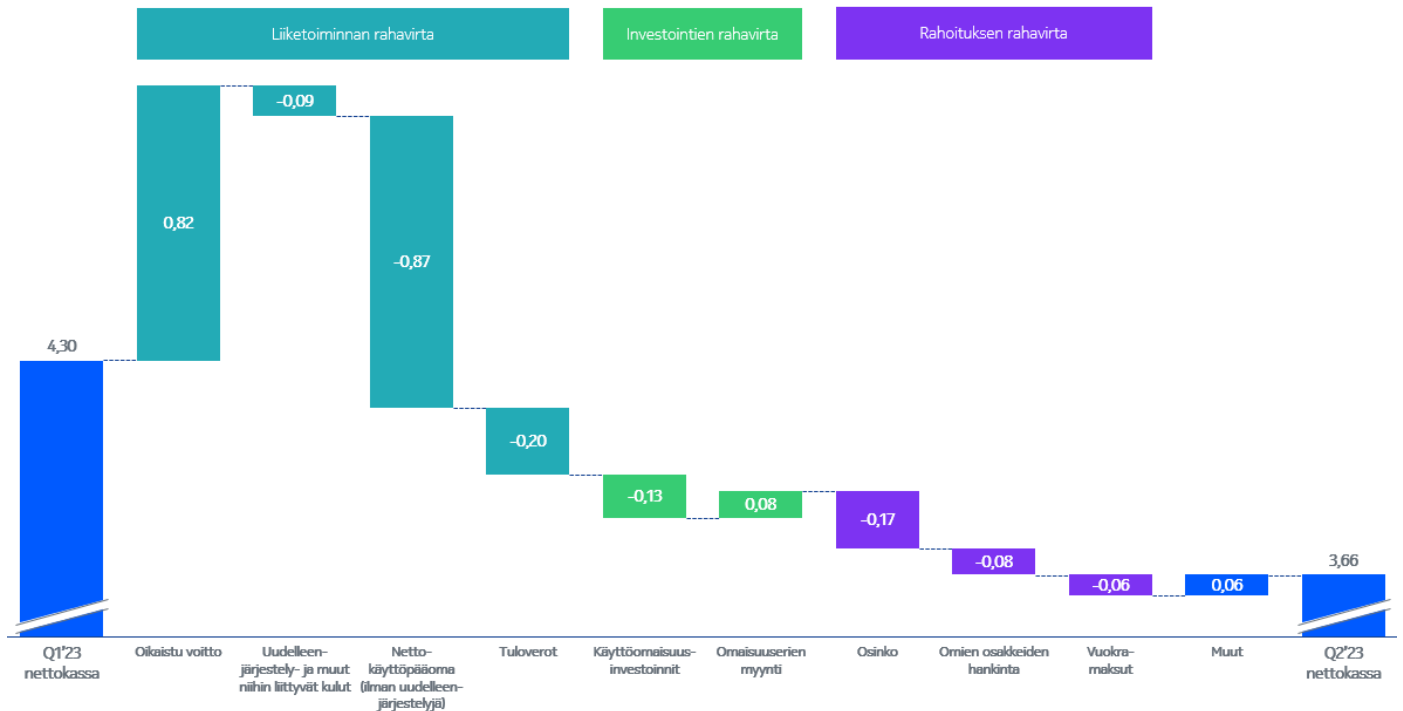 Liiketoiminnan rahavirta
Investointien rahavirta
Rahoituksen rahavirta
4,30
0,82
-0,09
-0,87
-0,20
-0,13
0,08
-0,17
-0,08
-0,06
0,06
3,66
Q1'23
nettokassa
Oikaistu voitto
Uudelleen-
järjestely- ja muut
niihin liittyvät kulut
Netto-
käyttöpääoma
(ilman uudelleen-
järjestelyjä)
Tuloverot
Käyttöomaisuus-
investoinnit
Omaisuuserien
myynti
Osinko
Omien osakkeiden
hankinta
Vuokra-
maksut
Muut
Q2'23
nettokassa